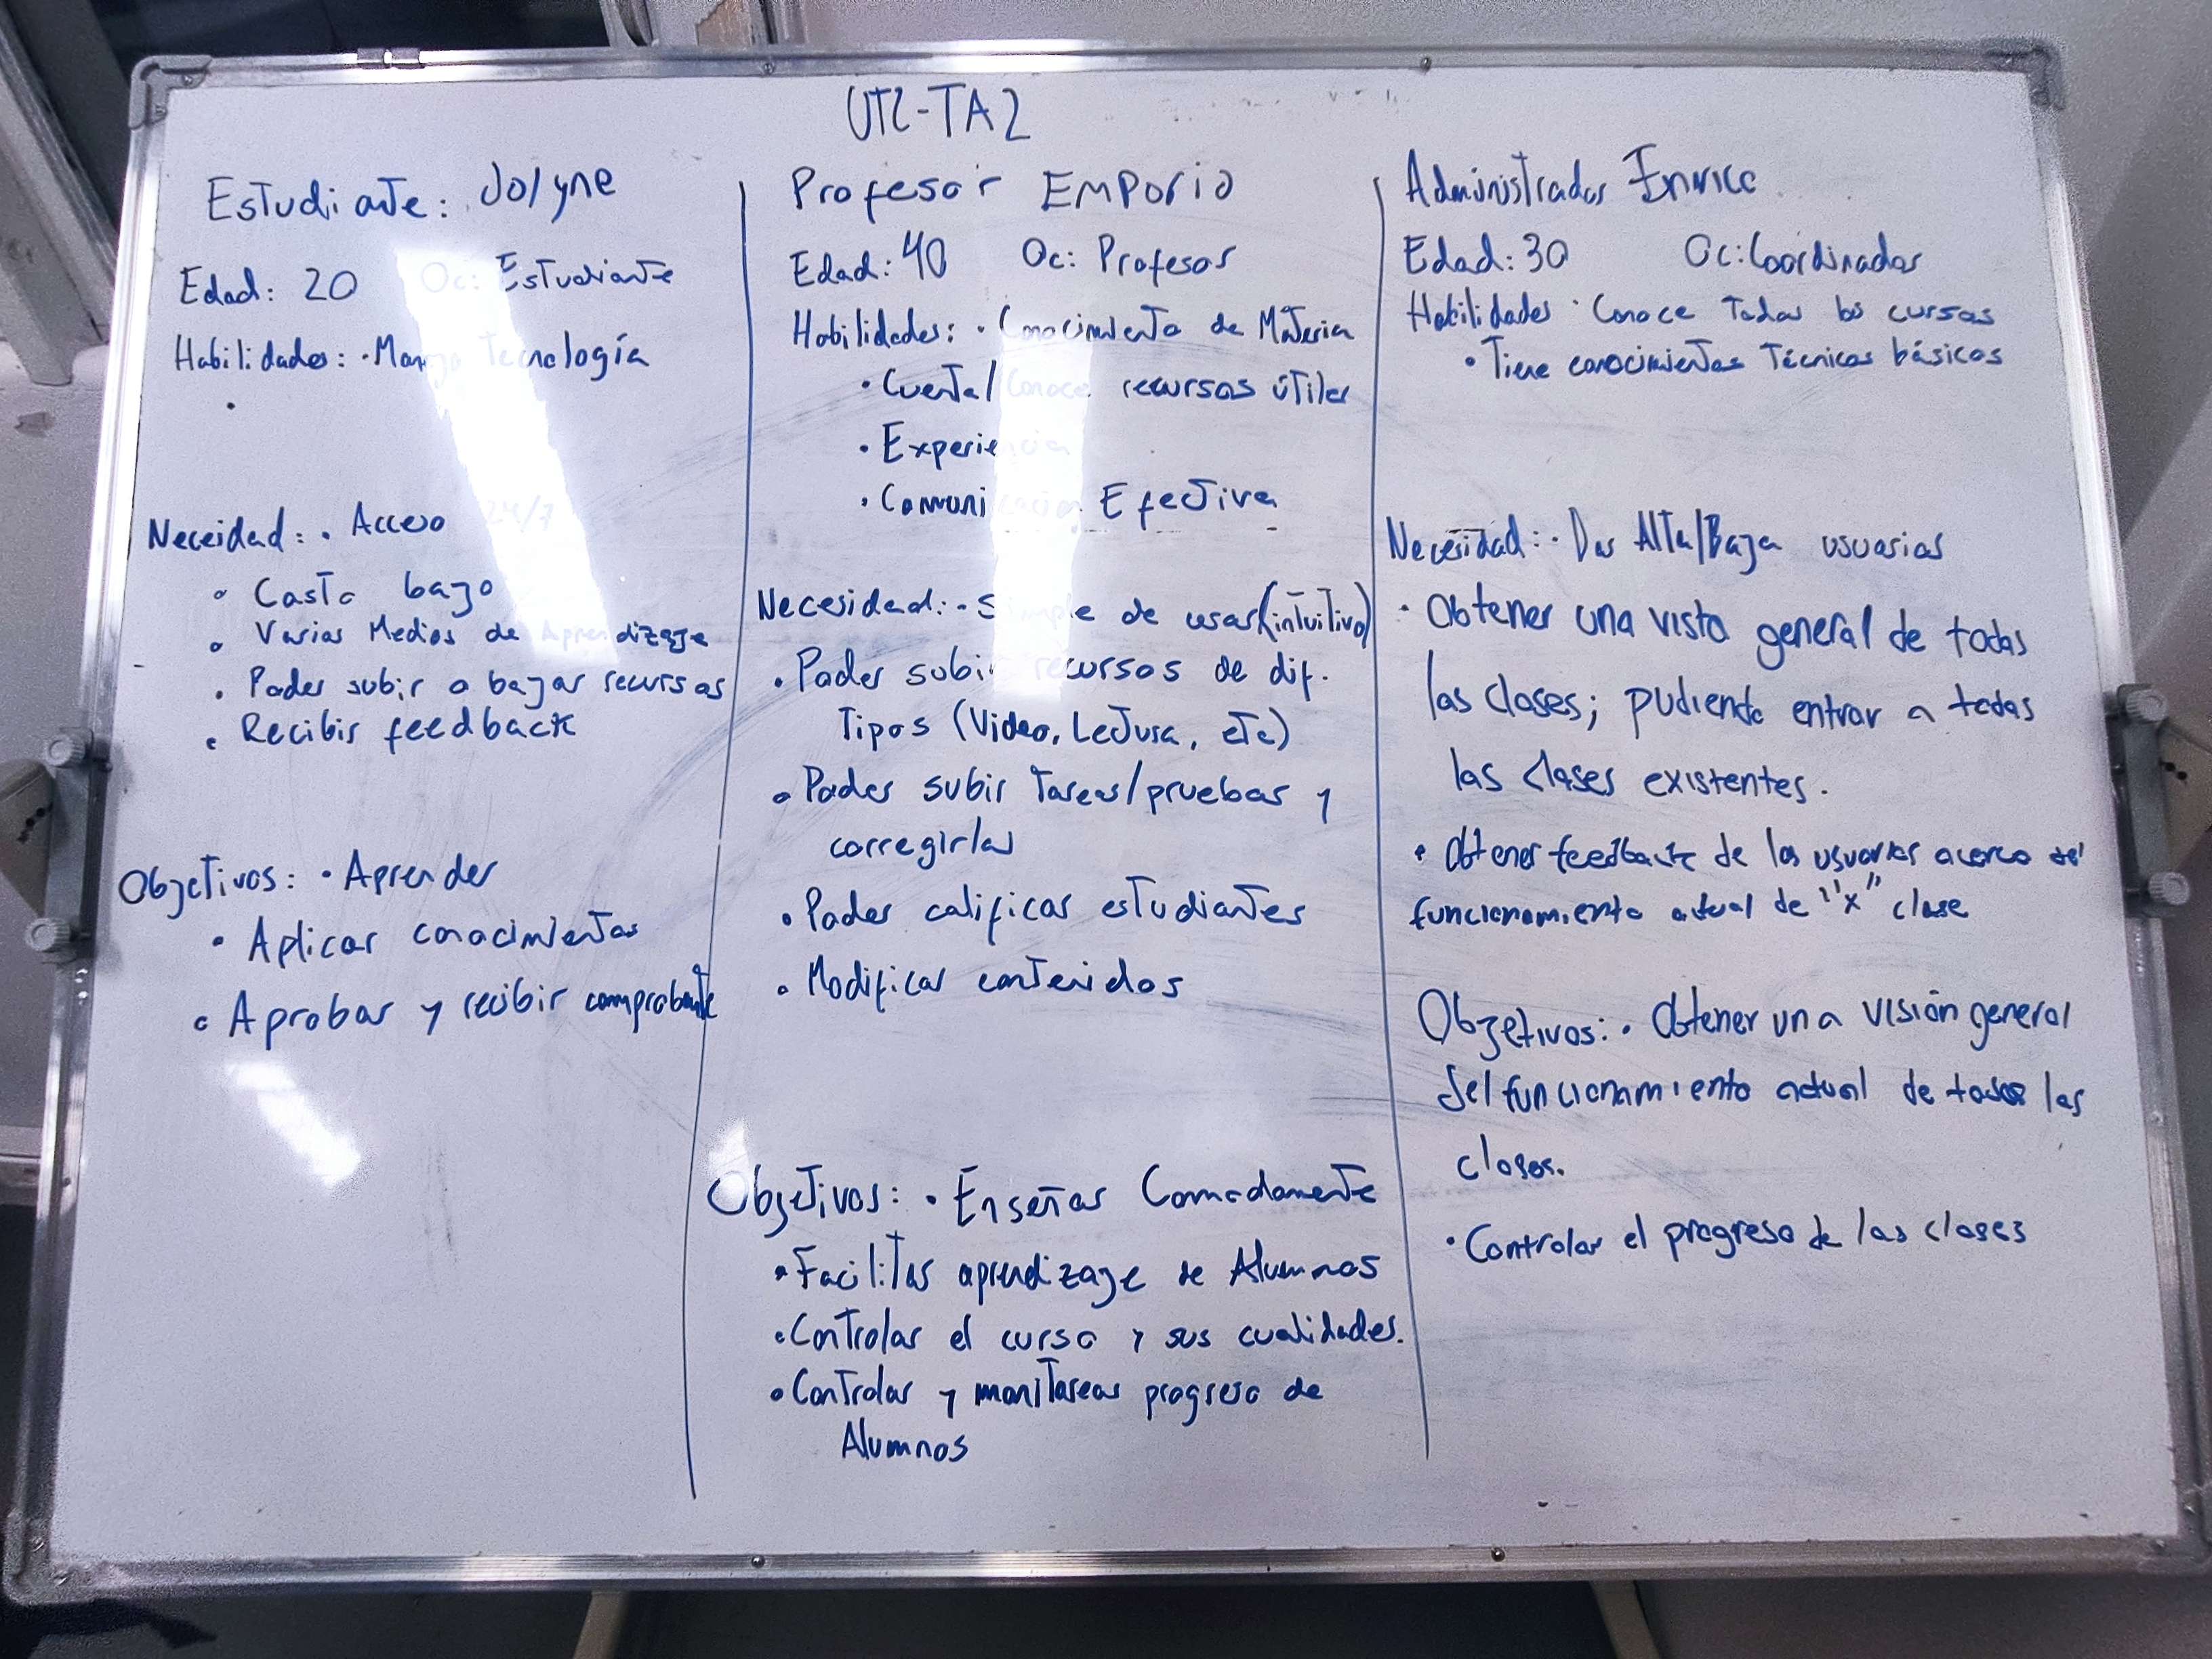 UT2-TA2
Estudiante: Jolyne
Edad: 20 Oc: Estudiante
Habilidades: · Manejo Tecnología
·
Neceidad: · Acceso 24/7
· Costo bajo
· Varios Medios de Aprendizaje
· Poder subir o bajar recursos
· Recibir feedback
Objetivos: · Aprender
· Aplicar conocimientos
· Aprobar y recibir comprobante
Profesor EMPORIO
Edad: 40 Oc: Profesor
Habilidades: · Conocimiento de Materia
· Cuenta/Conoce recursos útiles
· Experiencia
· Comunicación Efectiva
Necesidad: · Simple de usar (intuitivo)
· Poder subir recursos de dif.
Tipos (Video, Lectura, etc)
· Poder subir Tareas/pruebas y
corregirlas
· Poder calificar estudiantes
· Modificar contenidos
Objetivos: · Enseñar Comodamente
· Facilitar aprendizaje de Alumnos
· Controlar el curso y sus cualidades.
· Controlar y monitorear progreso de
Alumnos
Administrador Enrico
Edad: 30 Oc: Coordinador
Habilidades · Conoce Todos los cursos
· Tiene conocimientos Técnicos básicos
Necesidad: · Dar Alta/Baja usuarios
· Obtener una vista general de todas
las clases; pudiendo entrar a todas
las clases existentes.
· Obtener feedback de los usuarios acerca del
funcionamiento actual de "x" clase
Objetivos: · Obtener una visión general
del funcionamiento actual de todas las
clases.
· Controlar el progreso de las clases